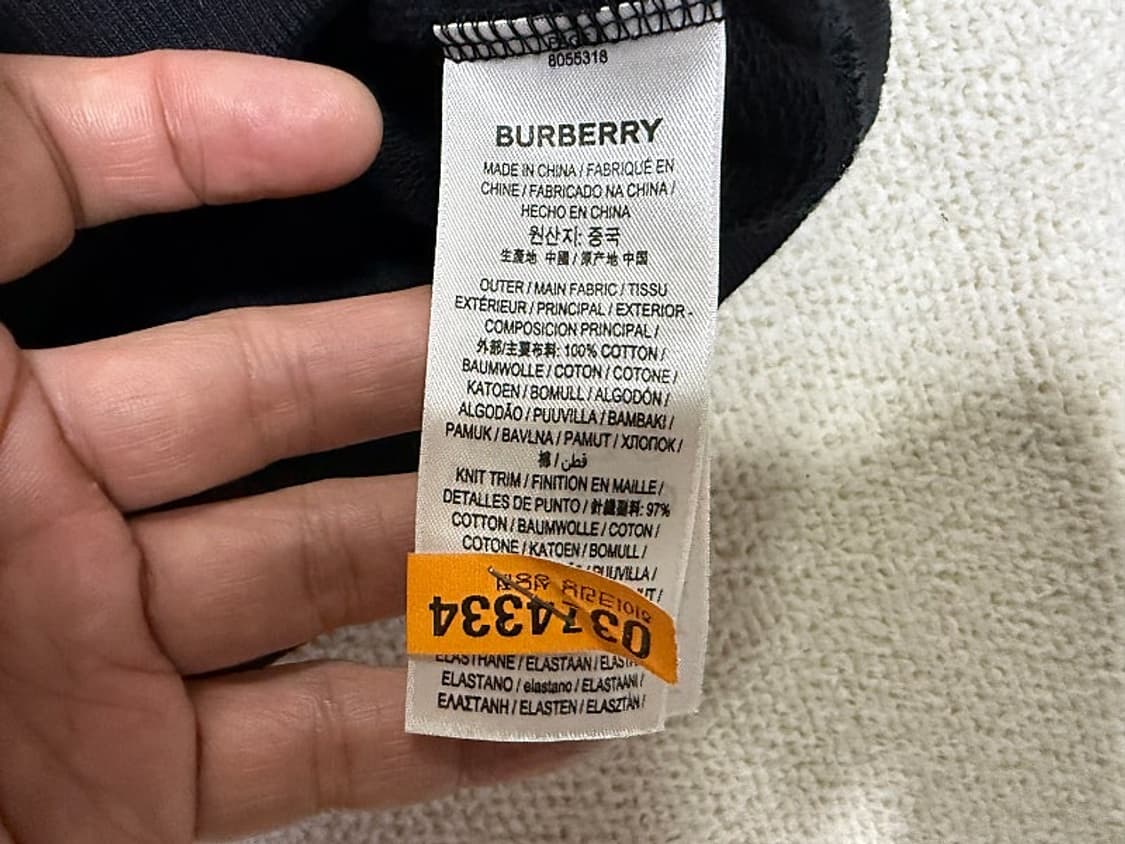 8055318
BURBERRY
MADE IN CHINA / FABRIQUÉ EN
CHINE / FABRICADO NA CHINA /
HECHO EN CHINA
원산지: 중국
生產地 中國 / 原产地 中国
OUTER / MAIN FABRIC / TISSU
EXTÉRIEUR / PRINCIPAL / EXTERIOR -
COMPOSICION PRINCIPAL /
外部/主要布料: 100% COTTON /
BAUMWOLLE / COTON / COTONE /
KATOEN / BOMULL / ALGODÓN /
ALGODÃO / PUUVILLA / BAMBAKI /
PAMUK / BAVLNA / PAMUT / ХЛОПОК /
棉 / قطن
KNIT TRIM / FINITION EN MAILLE /
DETALLES DE PUNTO / 針織副料: 97%
COTTON / BAUMWOLLE / COTON /
COTONE / KATOEN / BOMULL /
/ PUUVILLA /
0374334
ELASTHANE / ELASTAAN /
ELASTANO / elastano / ELASTAANI /
ΕΛΑΣΤΑΝΗ / ELASTEN / ELASZTÁN /